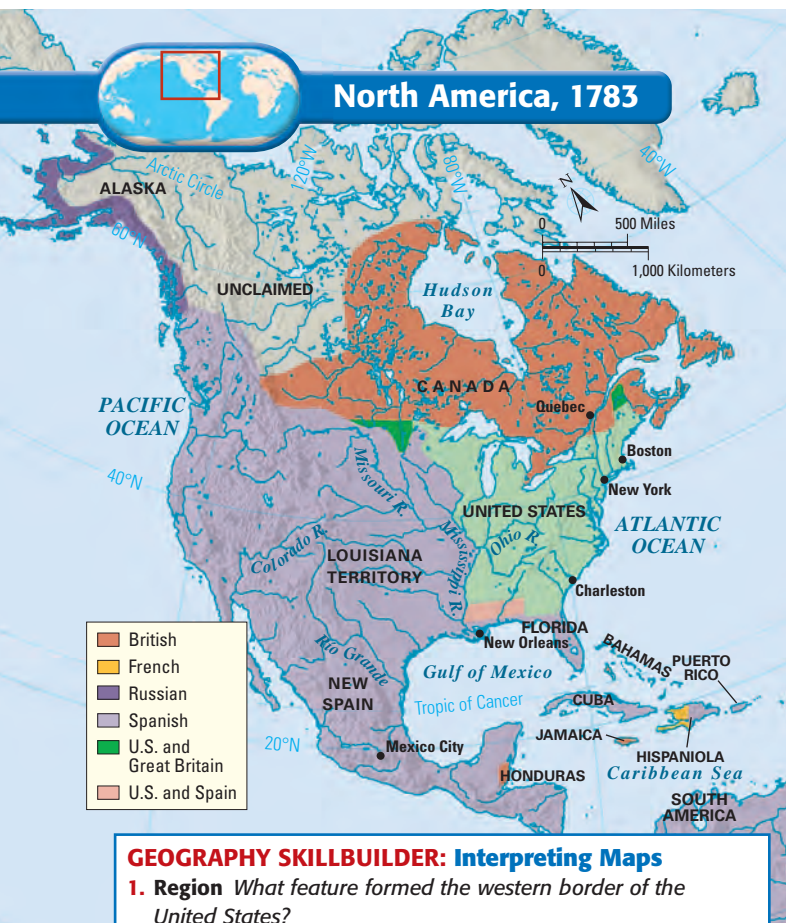 North America, 1783
Arctic Circle
120°W
80°W
40°W
N
ALASKA
60°N
0 500 Miles
0 1,000 Kilometers
UNCLAIMED
Hudson
Bay
CANADA
PACIFIC
OCEAN
Quebec
Boston
40°N
Missouri R.
New York
UNITED STATES
ATLANTIC
OCEAN
Mississippi R.
Ohio R.
Colorado R.
LOUISIANA
TERRITORY
Charleston
British
French
Russian
Spanish
U.S. and
Great Britain
U.S. and Spain
FLORIDA
New Orleans
BAHAMAS
PUERTO
RICO
Rio Grande
Gulf of Mexico
NEW
SPAIN
Tropic of Cancer
CUBA
20°N
Mexico City
JAMAICA
HISPANIOLA
HONDURAS
Caribbean Sea
SOUTH
AMERICA
GEOGRAPHY SKILLBUILDER: Interpreting Maps
1. Region What feature formed the western border of the
United States?